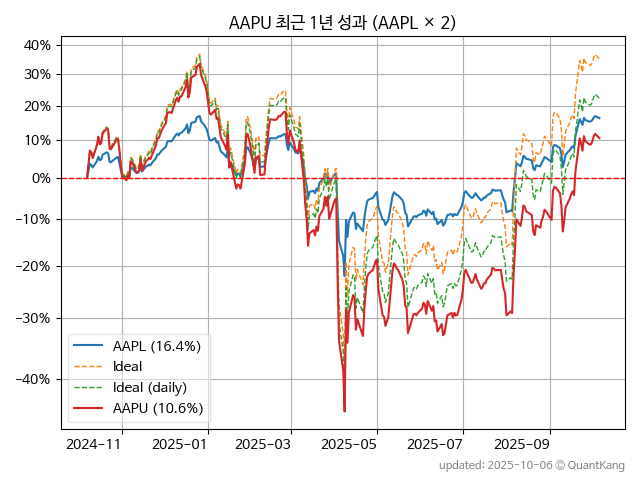 AAPU 최근 1년 성과 (AAPL × 2)
40%
30%
20%
10%
0%
−10%
−20%
−30%
−40%
AAPL (16.4%)
Ideal
Ideal (daily)
AAPU (10.6%)
2024-11
2025-01
2025-03
2025-05
2025-07
2025-09
updated: 2025-10-06 © QuantKang